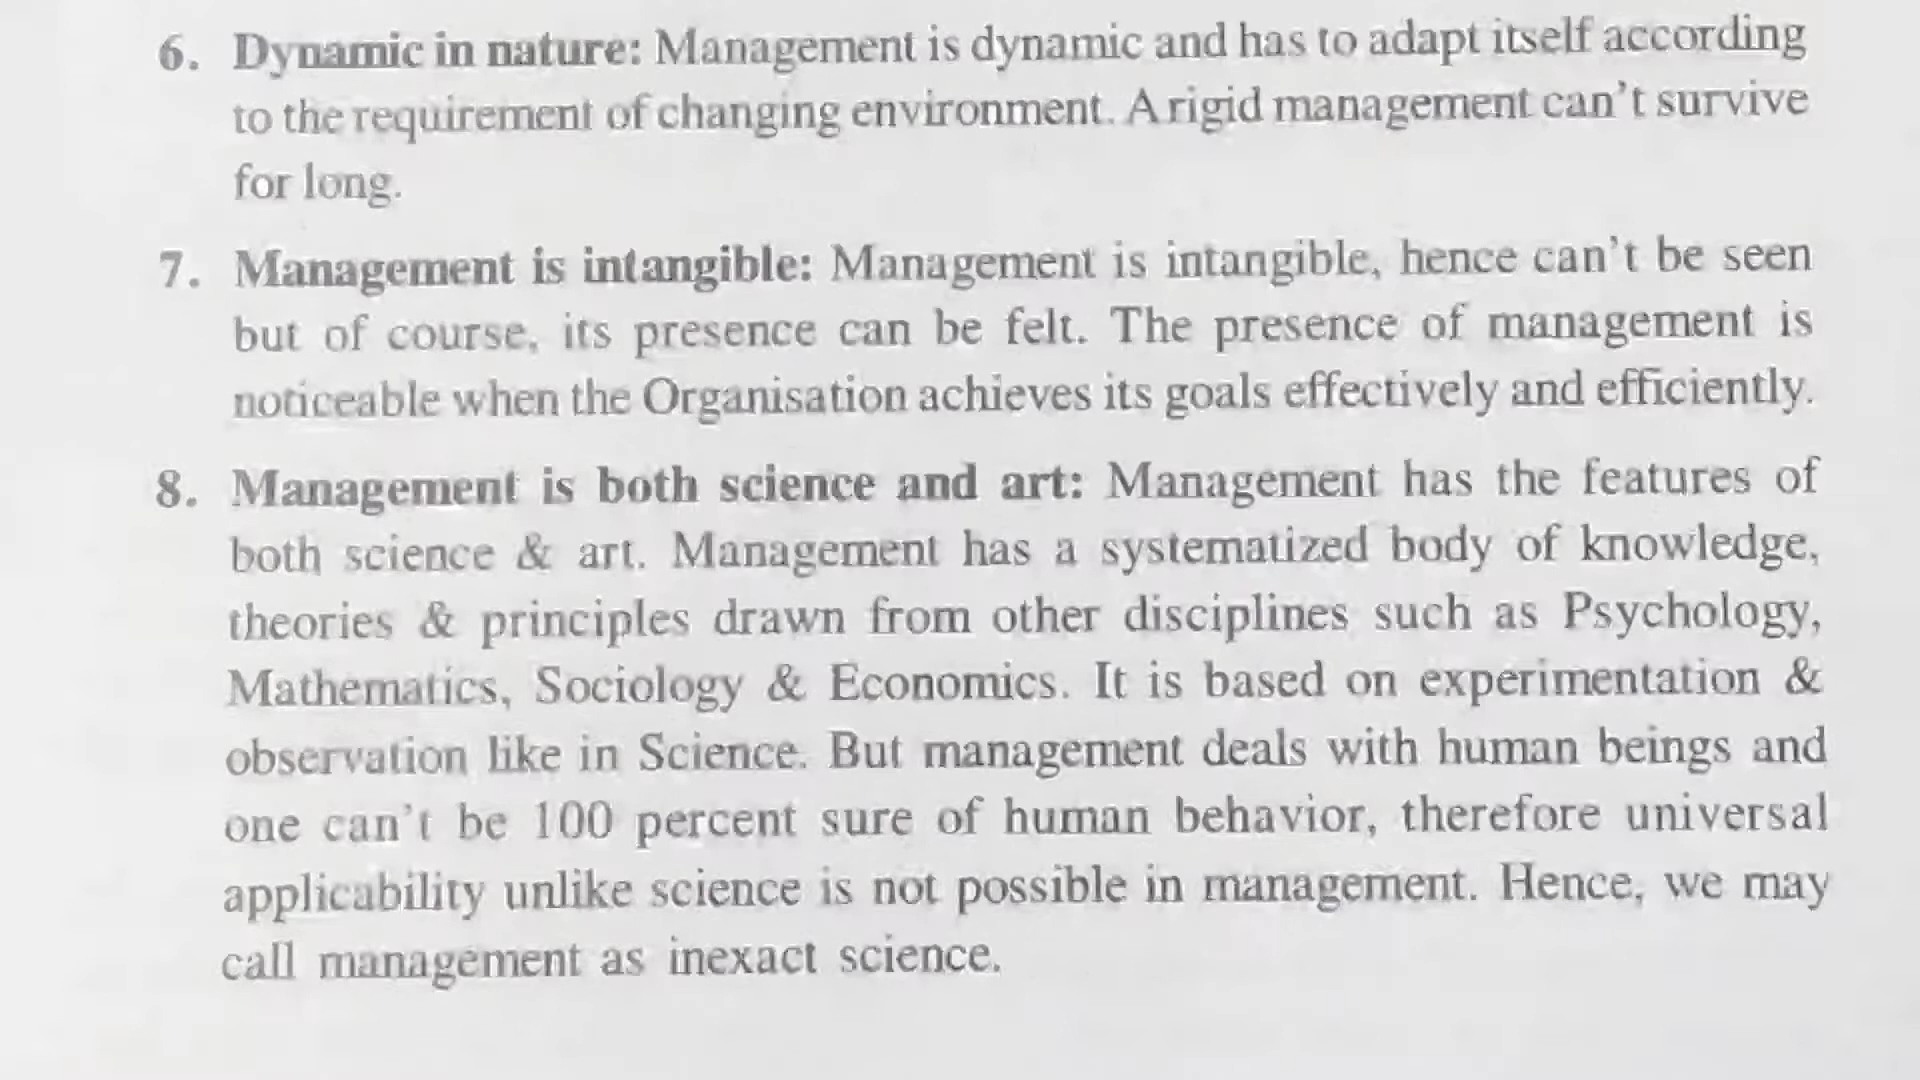 6. Dynamic in nature: Management is dynamic and has to adapt itself according
to the requirement of changing environment. A rigid management can't survive
for long.
7. Management is intangible: Management is intangible, hence can't be seen
but of course, its presence can be felt. The presence of management is
noticeable when the Organisation achieves its goals effectively and efficiently.
8. Management is both science and art: Management has the features of
both science & art. Management has a systematized body of knowledge,
theories & principles drawn from other disciplines such as Psychology,
Mathematics, Sociology & Economics. It is based on experimentation &
observation like in Science. But management deals with human beings and
one can't be 100 percent sure of human behavior, therefore universal
applicability unlike science is not possible in management. Hence, we may
call management as inexact science.